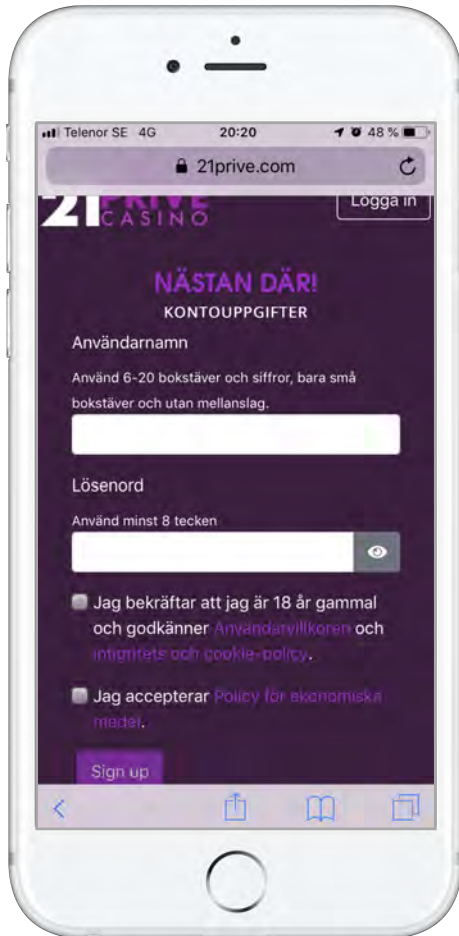 Telenor SE 4G 20:20 48 %
21prive.com
21 PRIVE Logga in
CASINO
NÄSTAN DÄR!
KONTOUPPGIFTER
Användarnamn
Använd 6-20 bokstäver och siffror, bara små
bokstäver och utan mellanslag.
Lösenord
Använd minst 8 tecken
Jag bekräftar att jag är 18 år gammal
och godkänner Användarvillkoren och
intigritets och cookie-policy.
Jag accepterar Policy för ekonomiska
medel.
Sign up